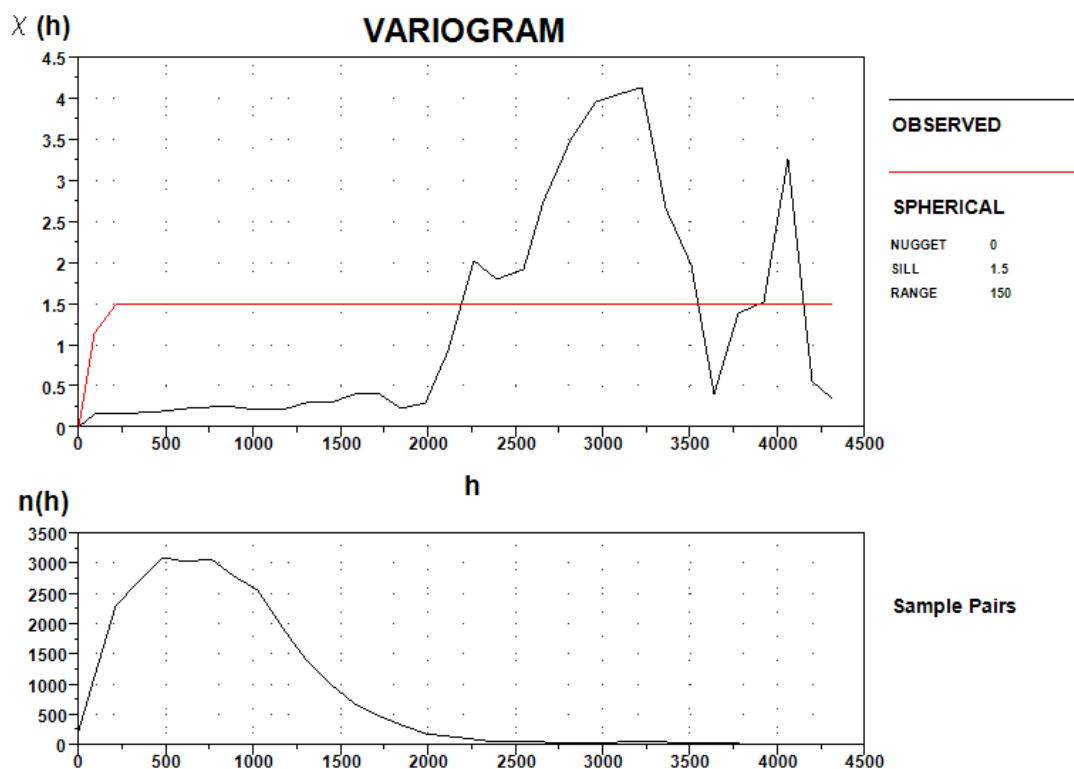 χ (h)
VARIOGRAM
4.5
4
3.5
3
2.5
2
1.5
1
0.5
0
0 500 1000 1500 2000 2500 3000 3500 4000 4500
h
OBSERVED
SPHERICAL
NUGGET 0
SILL 1.5
RANGE 150
n(h)
3500
3000
2500
2000
1500
1000
500
0
0 500 1000 1500 2000 2500 3000 3500 4000 4500
Sample Pairs